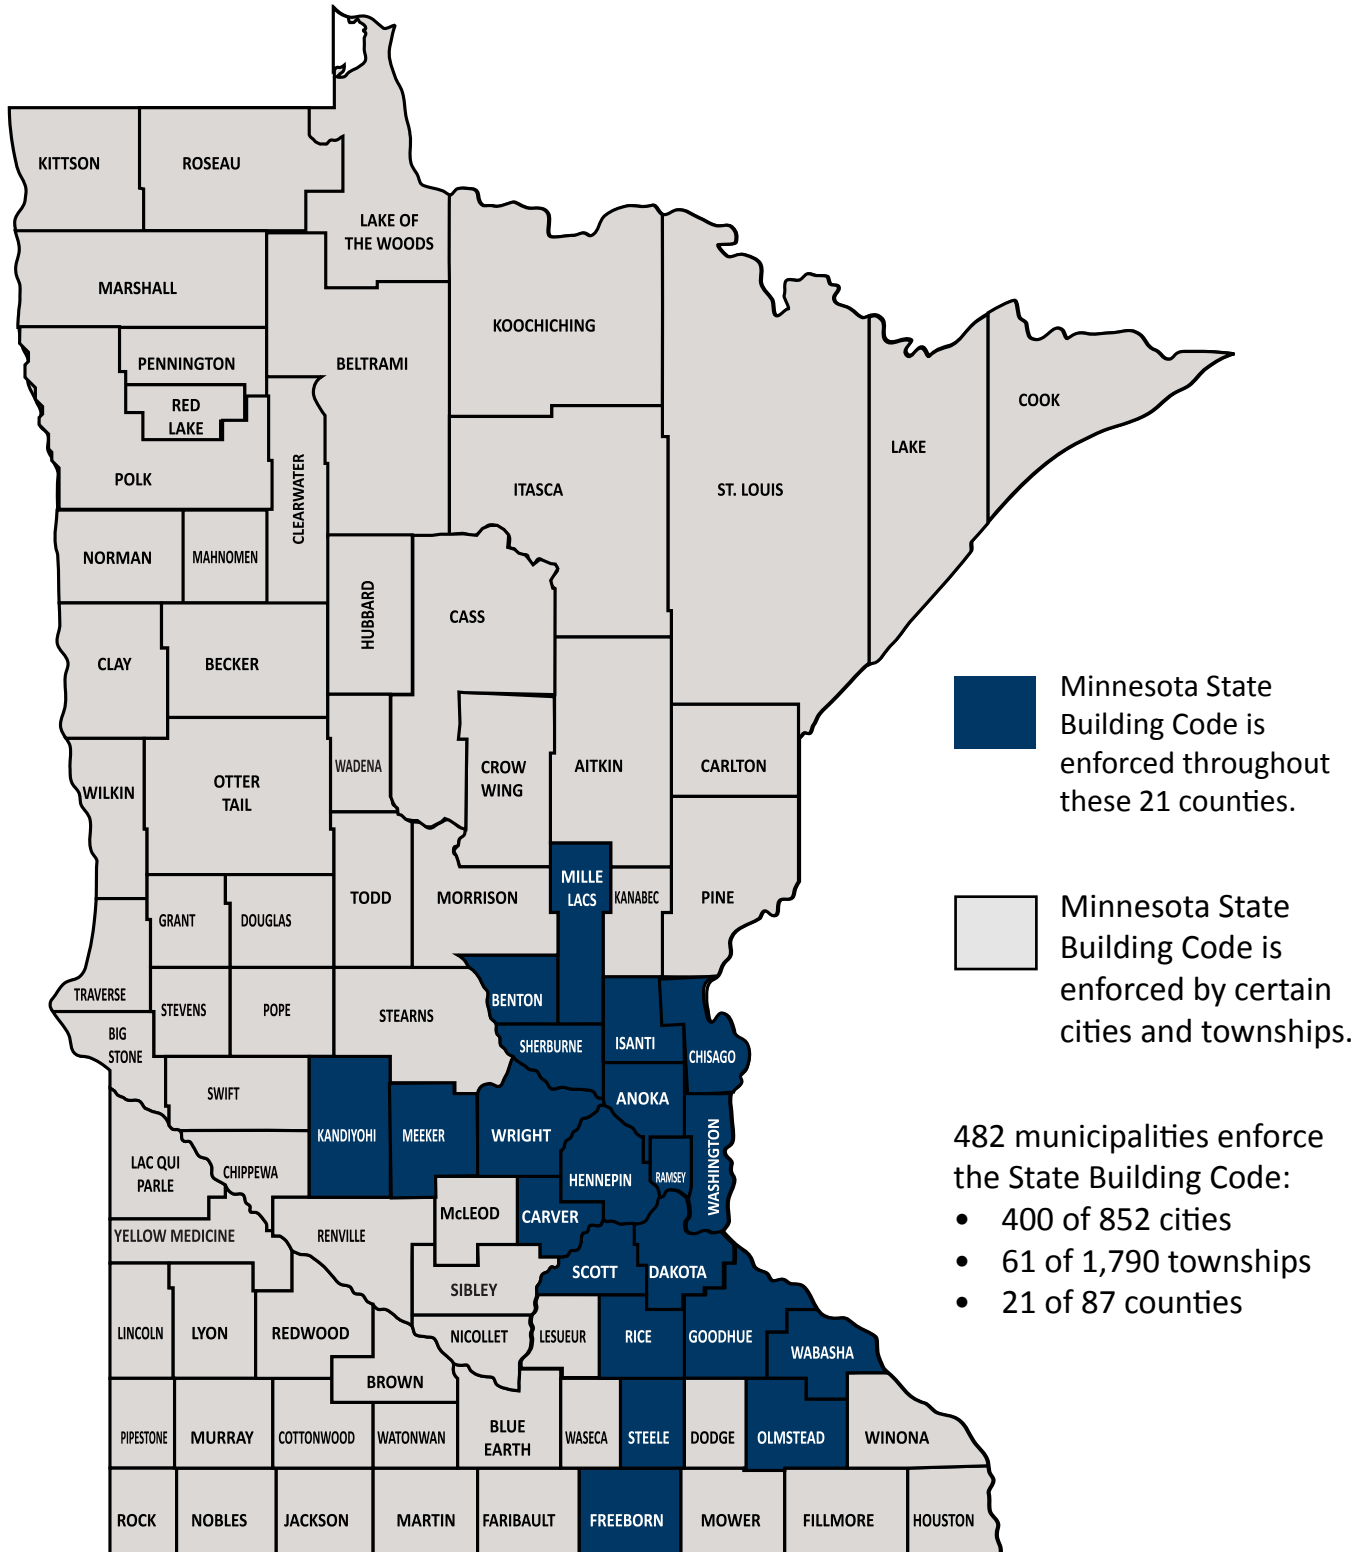 KITTSON
ROSEAU
LAKE OF
THE WOODS
MARSHALL
KOOCHICHING
PENNINGTON
BELTRAMI
RED
LAKE
COOK
LAKE
POLK
CLEARWATER
ITASCA
ST. LOUIS
NORMAN
MAHNOMEN
HUBBARD
CASS
CLAY
BECKER
WADENA
CROW
WING
AITKIN
CARLTON
WILKIN
OTTER
TAIL
MILLE
LACS
KANABEC
PINE
TODD
MORRISON
GRANT
DOUGLAS
TRAVERSE
STEVENS
POPE
STEARNS
BENTON
BIG
STONE
SHERBURNE
ISANTI
CHISAGO
SWIFT
ANOKA
KANDIYOHI
MEEKER
WRIGHT
WASHINGTON
LAC QUI
PARLE
CHIPPEWA
HENNEPIN
RAMSEY
YELLOW MEDICINE
RENVILLE
McLEOD
CARVER
SIBLEY
SCOTT
DAKOTA
LINCOLN
LYON
REDWOOD
NICOLLET
LESUEUR
RICE
GOODHUE
WABASHA
BROWN
PIPESTONE
MURRAY
COTTONWOOD
WATONWAN
BLUE
EARTH
WASECA
STEELE
DODGE
OLMSTEAD
WINONA
ROCK
NOBLES
JACKSON
MARTIN
FARIBAULT
FREEBORN
MOWER
FILLMORE
HOUSTON
Minnesota State
Building Code is
enforced throughout
these 21 counties.
Minnesota State
Building Code is
enforced by certain
cities and townships.
482 municipalities enforce
the State Building Code:
• 400 of 852 cities
• 61 of 1,790 townships
• 21 of 87 counties